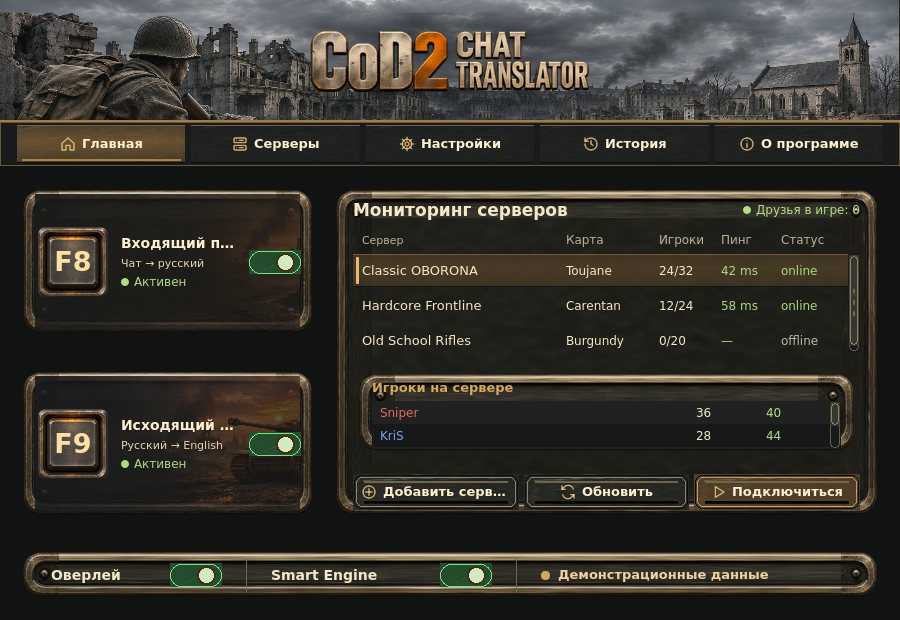 CoD2 CHAT TRANSLATOR
Главная
Серверы
Настройки
История
О программе
F8
Входящий п...
Чат → русский
Активен
F9
Исходящий ...
Русский → English
Активен
Мониторинг серверов
Друзья в игре: 0
Сервер Карта Игроки Пинг Статус
Classic OBORONA Toujane 24/32 42 ms online
Hardcore Frontline Carentan 12/24 58 ms online
Old School Rifles Burgundy 0/20 — offline
Игроки на сервере
Sniper 36 40
KriS 28 44
Добавить серв...
Обновить
Подключиться
Оверлей
Smart Engine
Демонстрационные данные